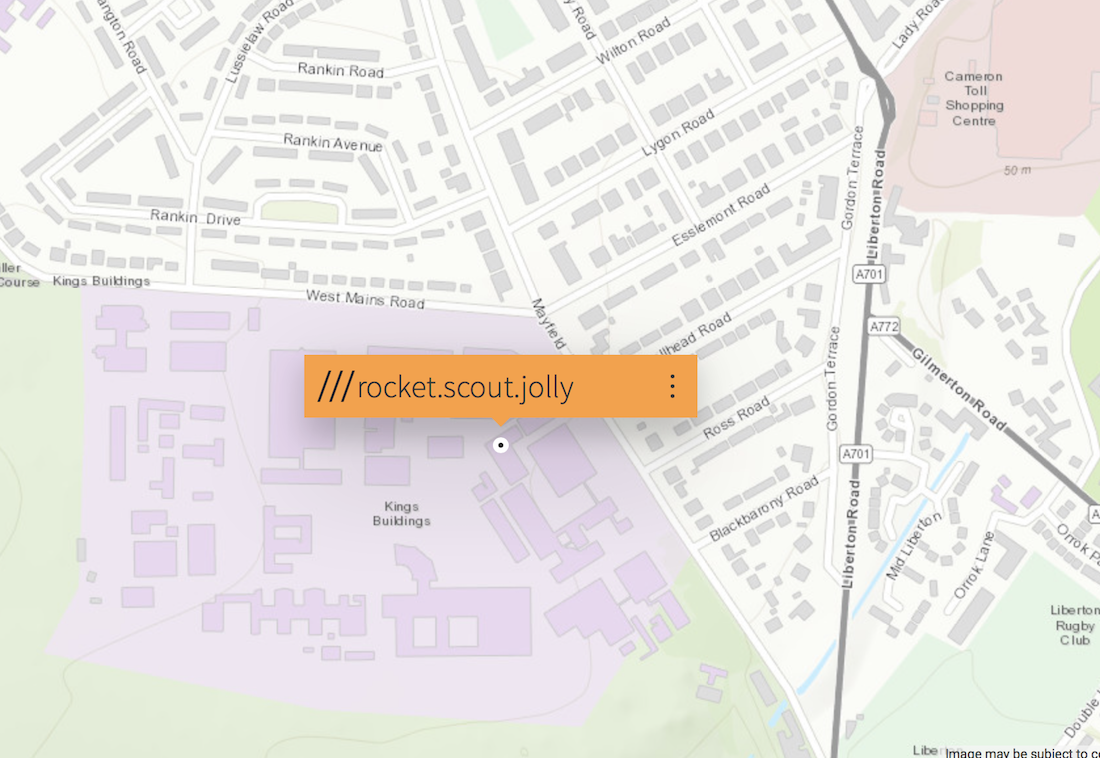 Lussielaw Road
Wilton Road
Lady Road
Rankin Road
Cameron
Toll
Shopping
Centre
Lygon Road
Rankin Avenue
50 m
Gordon Terrace
Liberton Road
Esslemont Road
Rankin Drive
A701
Kings Buildings
Course
West Mains Road
Mayfield
A772
Gordon Terrace
Gilmerton Road
///rocket.scout.jolly
Ross Road
A701
Kings
Buildings
Blackbarony Road
Liberton Road
Mid Liberton
Orrok Lane
Orrok
Liberton
Rugby
Club
Double
Image may be subject to